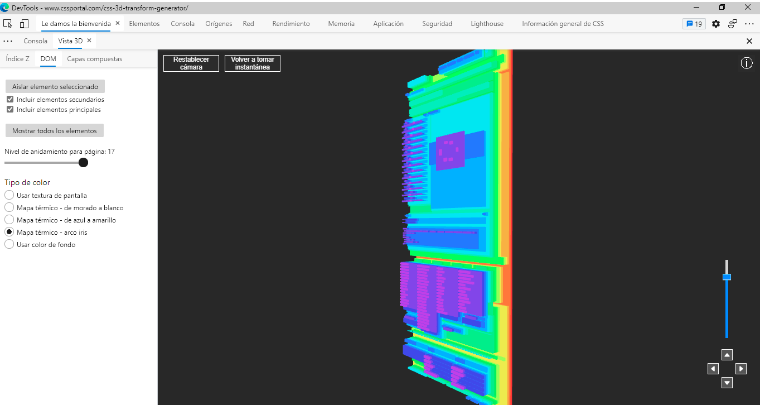 DevTools - www.cssportal.com/css-3d-transform-generator/
Le damos la bienvenida Elementos Consola Orígenes Red Rendimiento Memoria Aplicación Seguridad Lighthouse Información general de CSS 19
Consola Vista 3D
Índice Z DOM Capas compuestas
Restablecer cámara
Volver a tomar instantánea
Aislar elemento seleccionado
Incluir elementos secundarios
Incluir elementos principales
Mostrar todos los elementos
Nivel de anidamiento para página: 17
Tipo de color
Usar textura de pantalla
Mapa térmico - de morado a blanco
Mapa térmico - de azul a amarillo
Mapa térmico - arco iris
Usar color de fondo